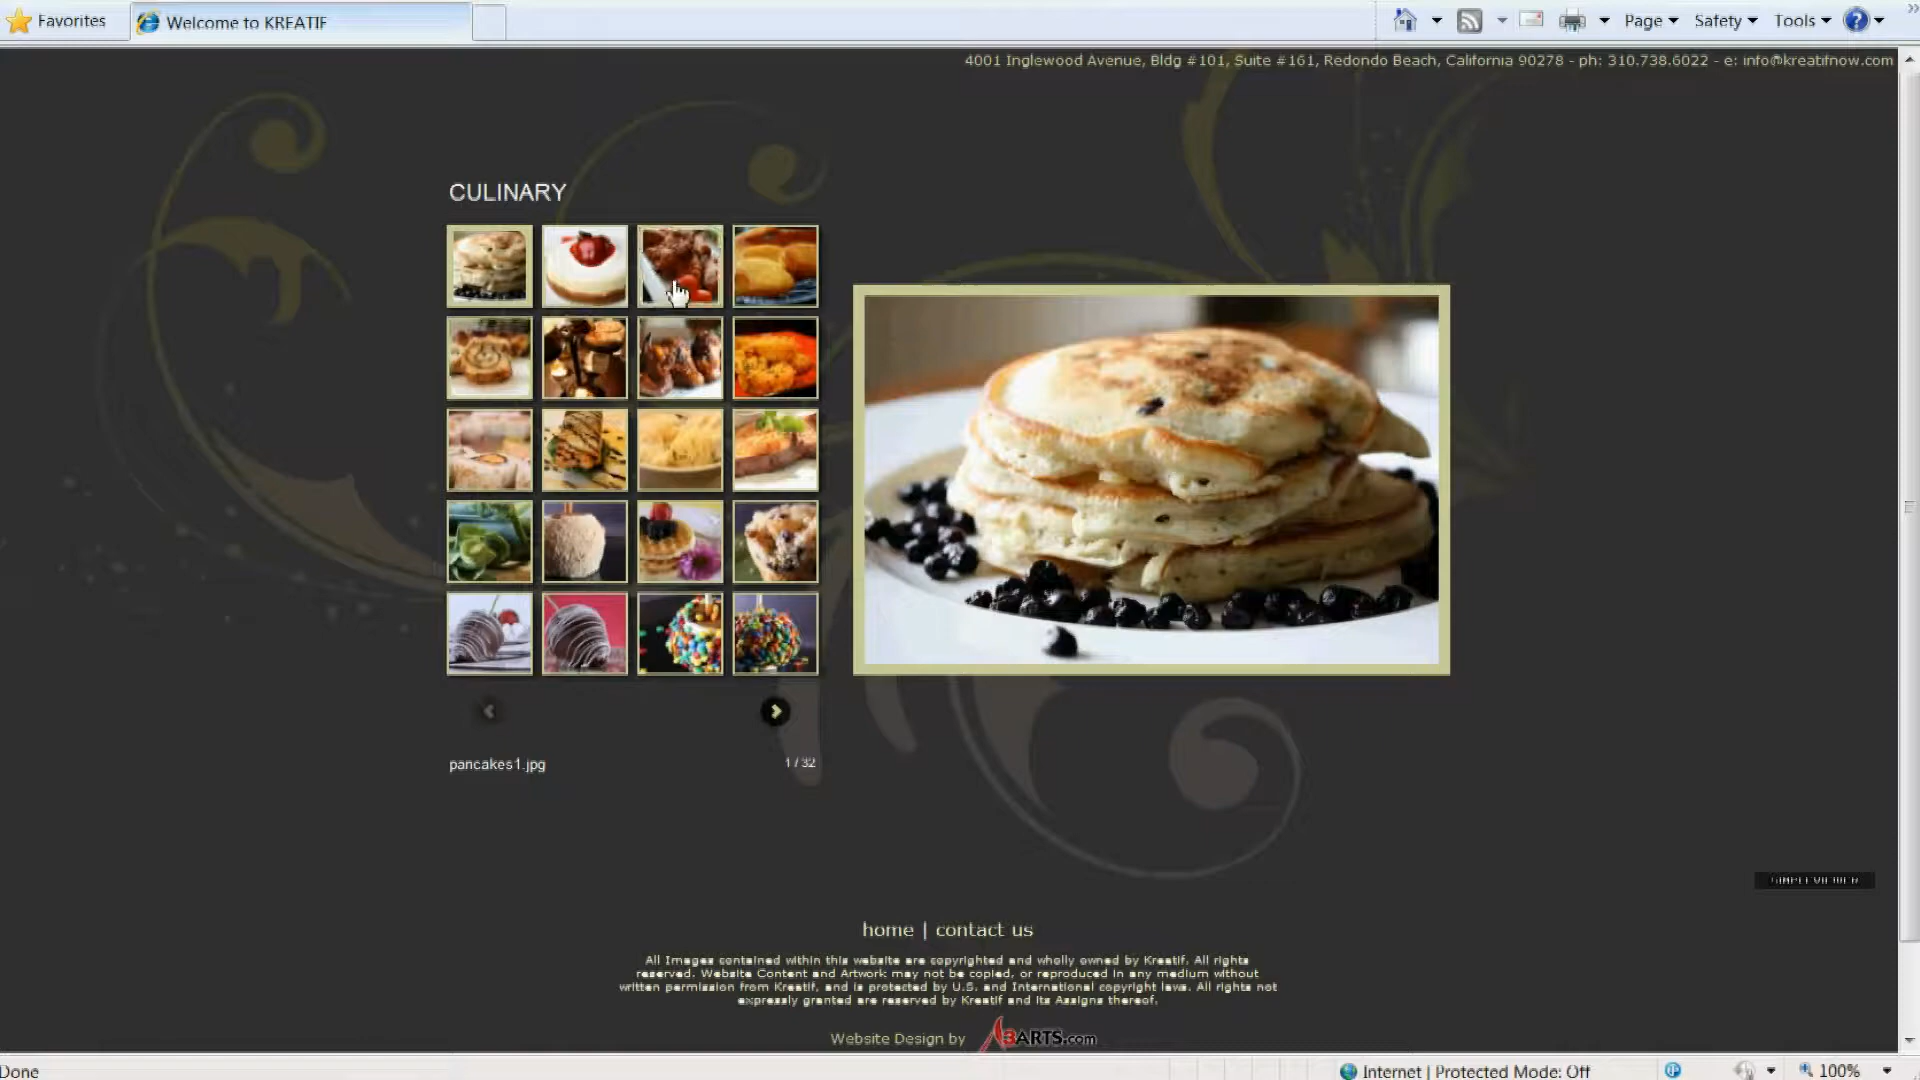 Favorites
Welcome to KREATIF
Page
Safety
Tools
4001 Inglewood Avenue, Bldg #101, Suite #161, Redondo Beach, California 90278 - ph: 310.738.6022 - e: info@kreatifnow.com
CULINARY
pancakes1.jpg
1 / 32
SIMPLEVIEWER
home | contact us
All Images contained within this website are copyrighted and wholly owned by Kreatif. All rights
reserved. Website Content and Artwork may not be copied, or reproduced in any medium without
written permission from Kreatif, and is protected by U.S. and International copyright laws. All rights not
expressly granted are reserved by Kreatif and its Assigns thereof.
Website Design by A3ARTS.com
Done
Internet | Protected Mode: Off
100%